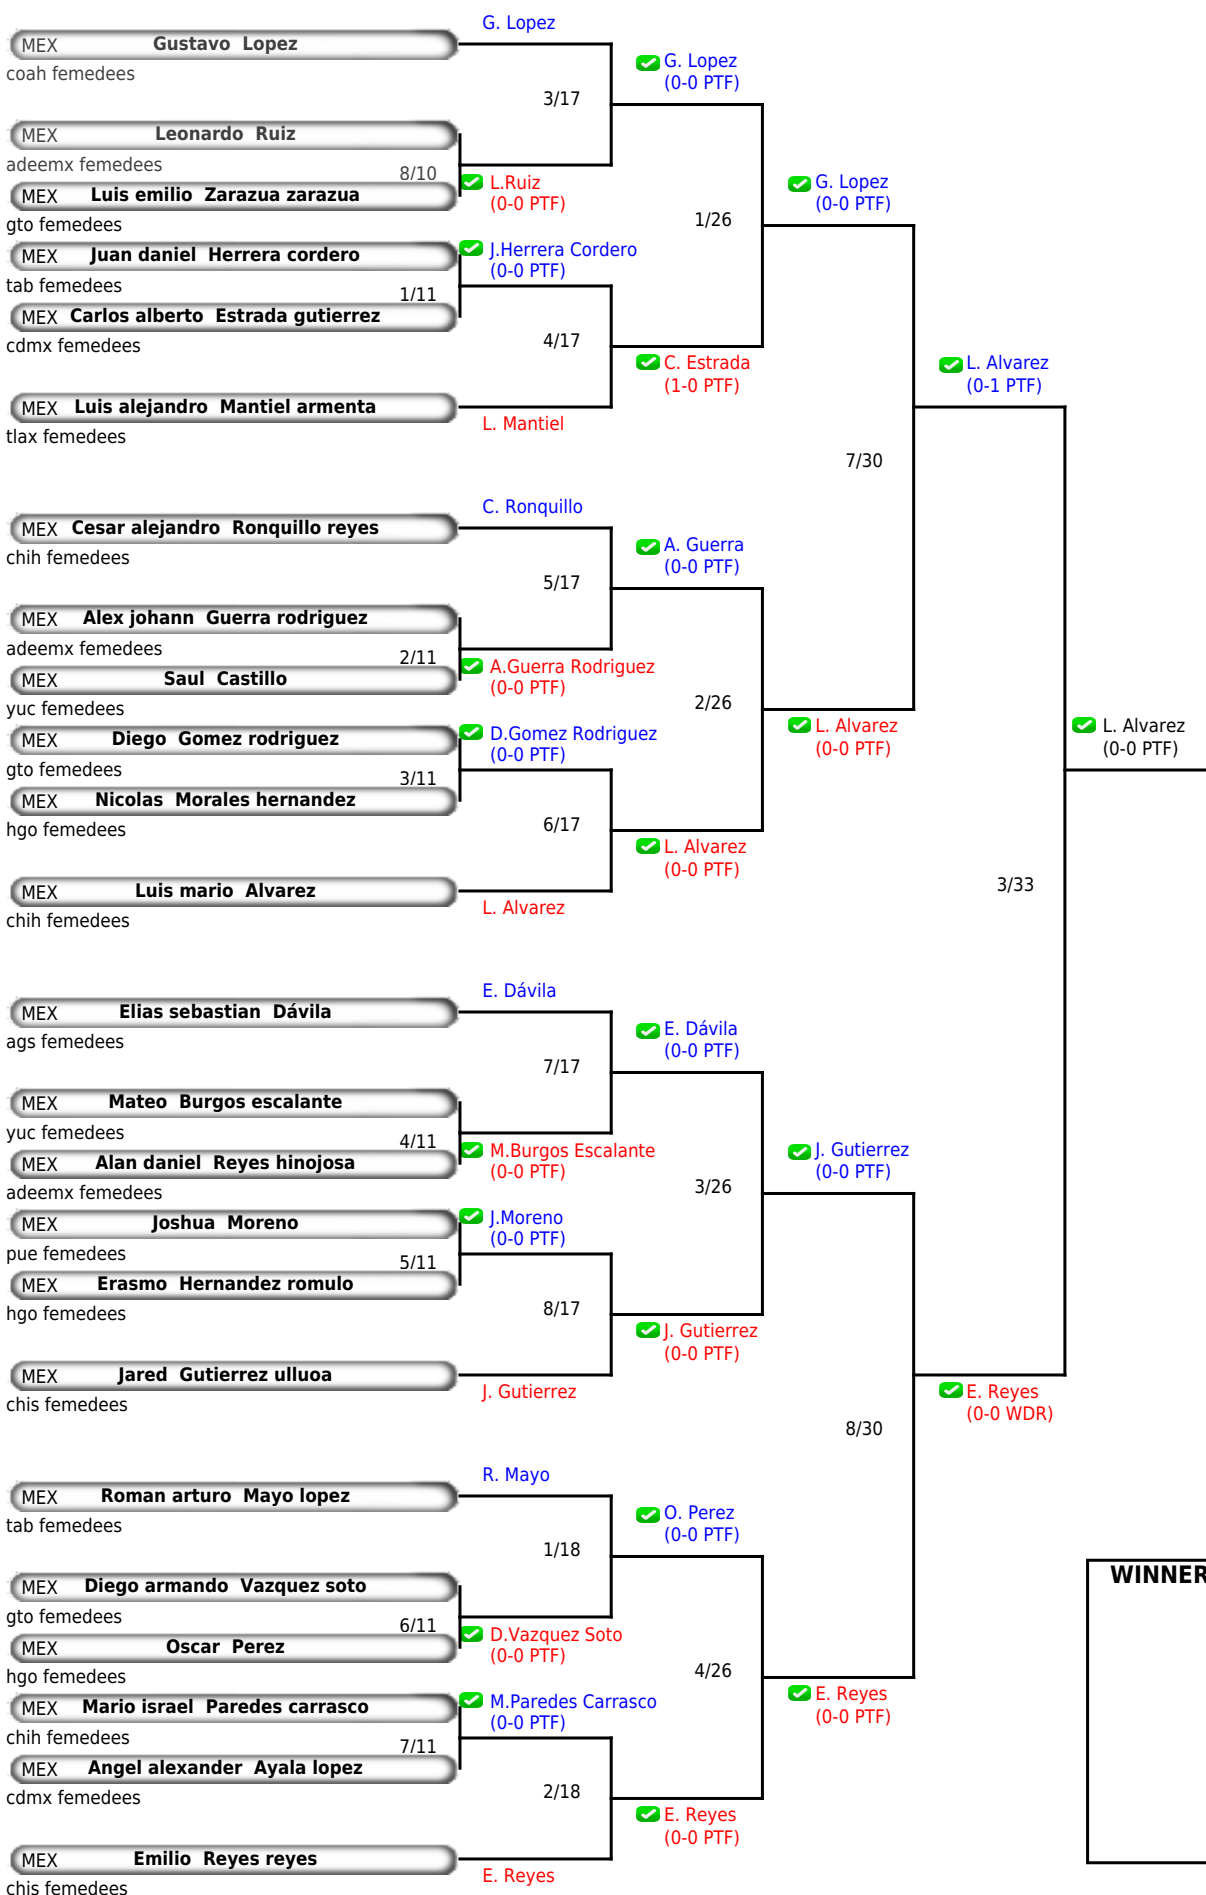 G. Lopez
MEX Gustavo Lopez
coah femedees
G. Lopez
(0-0 PTF)
3/17
MEX Leonardo Ruiz
adeemx femedees
8/10
L.Ruiz
(0-0 PTF)
MEX Luis emilio Zarazua zarazua
gto femedees
G. Lopez
(0-0 PTF)
1/26
MEX Juan daniel Herrera cordero
tab femedees
J.Herrera Cordero
(0-0 PTF)
1/11
MEX Carlos alberto Estrada gutierrez
cdmx femedees
4/17
C. Estrada
(1-0 PTF)
L. Alvarez
(0-1 PTF)
MEX Luis alejandro Mantiel armenta
tlax femedees
L. Mantiel
7/30
C. Ronquillo
MEX Cesar alejandro Ronquillo reyes
chih femedees
A. Guerra
(0-0 PTF)
5/17
MEX Alex johann Guerra rodriguez
adeemx femedees
2/11
A.Guerra Rodriguez
(0-0 PTF)
MEX Saul Castillo
yuc femedees
2/26
L. Alvarez
(0-0 PTF)
L. Alvarez
(0-0 PTF)
MEX Diego Gomez rodriguez
gto femedees
D.Gomez Rodriguez
(0-0 PTF)
3/11
MEX Nicolas Morales hernandez
hgo femedees
6/17
L. Alvarez
(0-0 PTF)
MEX Luis mario Alvarez
chih femedees
L. Alvarez
3/33
E. Dávila
MEX Elias sebastian Dávila
ags femedees
E. Dávila
(0-0 PTF)
7/17
MEX Mateo Burgos escalante
yuc femedees
4/11
M.Burgos Escalante
(0-0 PTF)
MEX Alan daniel Reyes hinojosa
adeemx femedees
J. Gutierrez
(0-0 PTF)
3/26
MEX Joshua Moreno
pue femedees
J.Moreno
(0-0 PTF)
5/11
MEX Erasmo Hernandez romulo
hgo femedees
8/17
J. Gutierrez
(0-0 PTF)
MEX Jared Gutierrez ulluoa
chis femedees
J. Gutierrez
E. Reyes
(0-0 WDR)
8/30
R. Mayo
MEX Roman arturo Mayo lopez
tab femedees
O. Perez
(0-0 PTF)
1/18
MEX Diego armando Vazquez soto
gto femedees
6/11
D.Vazquez Soto
(0-0 PTF)
MEX Oscar Perez
hgo femedees
4/26
E. Reyes
(0-0 PTF)
MEX Mario israel Paredes carrasco
chih femedees
M.Paredes Carrasco
(0-0 PTF)
7/11
MEX Angel alexander Ayala lopez
cdmx femedees
2/18
E. Reyes
(0-0 PTF)
MEX Emilio Reyes reyes
chis femedees
E. Reyes
WINNER